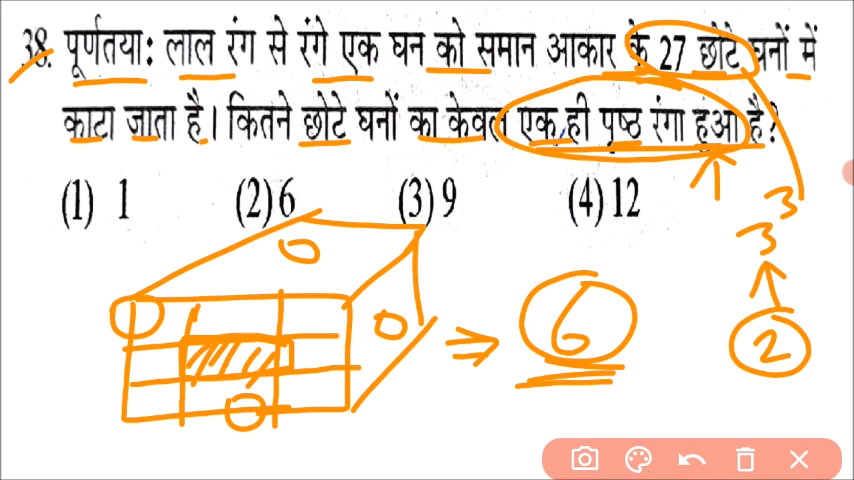 38. पूर्णतया: लाल रंग से रंगे एक घन को समान आकार के 27 छोटे घनों में
काटा जाता है। कितने छोटे घनों का केवल एक ही पृष्ठ रंगा हुआ है?
(1) 1 (2) 6 (3) 9 (4) 12
3
3
6
2